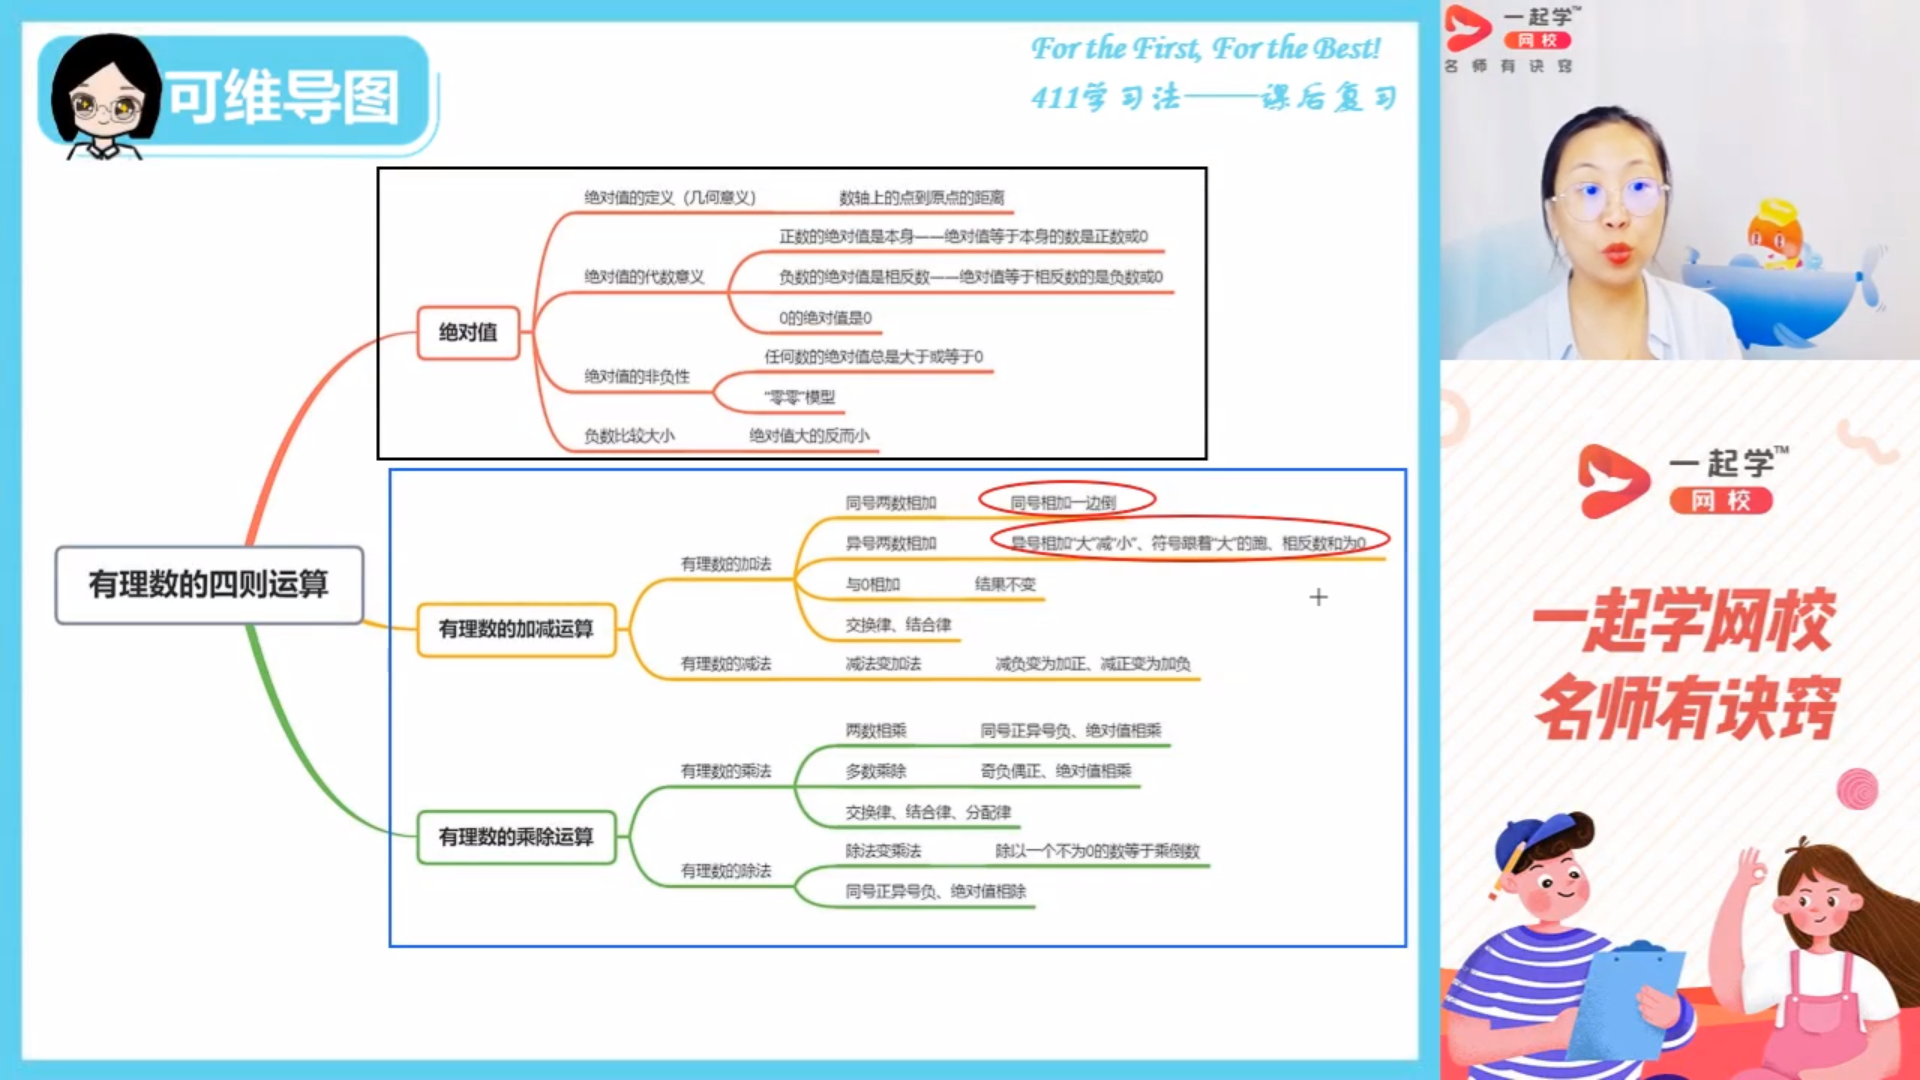 可维导图
For the First, For the Best!
411学习法——课后复习
绝对值的定义（几何意义） 数轴上的点到原点的距离
正数的绝对值是本身——绝对值等于本身的数是正数或0
绝对值的代数意义
负数的绝对值是相反数——绝对值等于相反数的是负数或0
0的绝对值是0
绝对值
任何数的绝对值总是大于或等于0
绝对值的非负性
“零零”模型
负数比较大小 绝对值大的反而小
同号两数相加 同号相加一边倒
异号两数相加 异号相加“大”减“小”、符号跟着“大”的跑、相反数和为0
有理数的加法
与0相加 结果不变
交换律、结合律
有理数的四则运算
有理数的加减运算
有理数的减法 减法变加法 减负变为加正、减正变为加负
两数相乘 同号正异号负、绝对值相乘
有理数的乘法
多数乘除 奇负偶正、绝对值相乘
交换律、结合律、分配律
有理数的乘除运算
除法变乘法 除以一个不为0的数等于乘倒数
有理数的除法
同号正异号负、绝对值相除
一起学™
网校
名师有诀窍
一起学™
网校
一起学网校
名师有诀窍